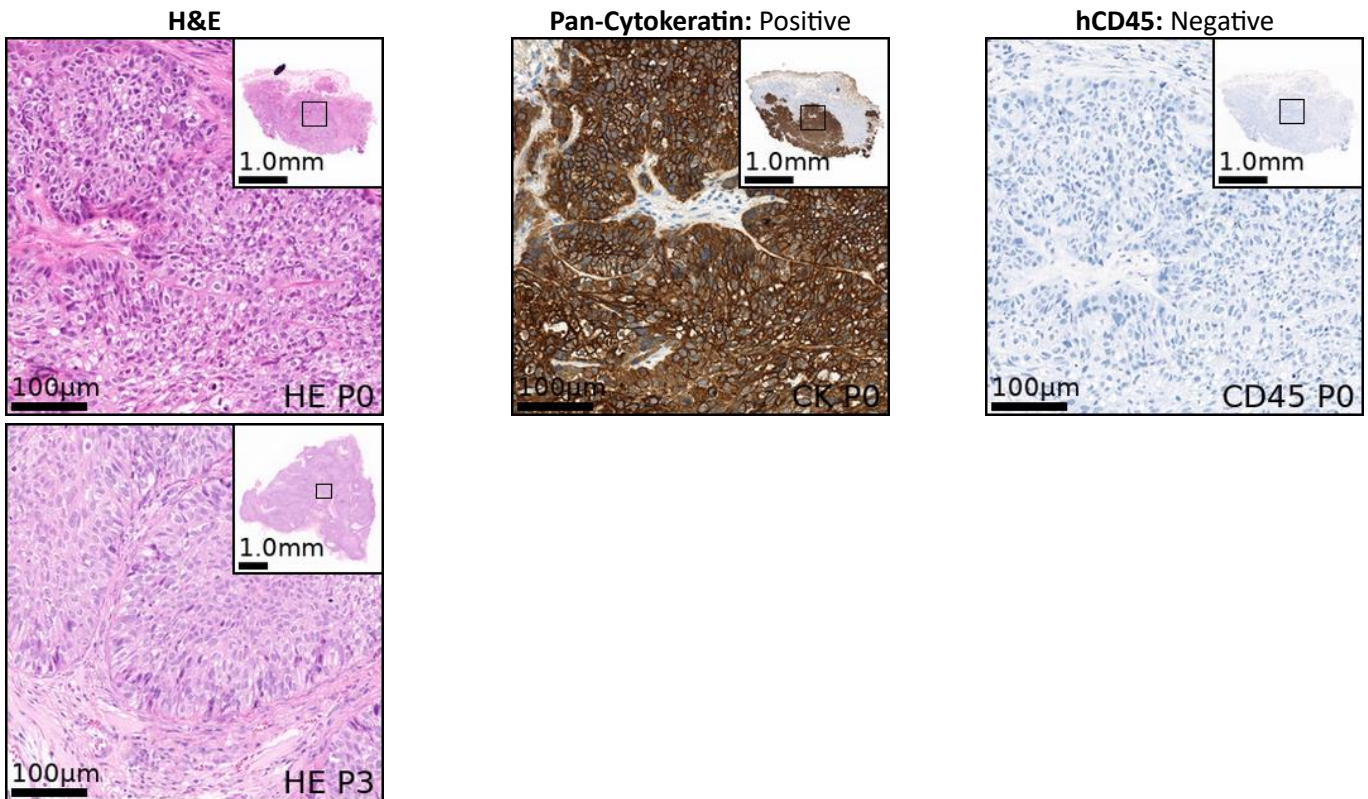 H&E
Pan-Cytokeratin: Positive
hCD45: Negative
1.0mm
100µm
HE P0
1.0mm
100µm
CK P0
1.0mm
100µm
CD45 P0
1.0mm
100µm
HE P3